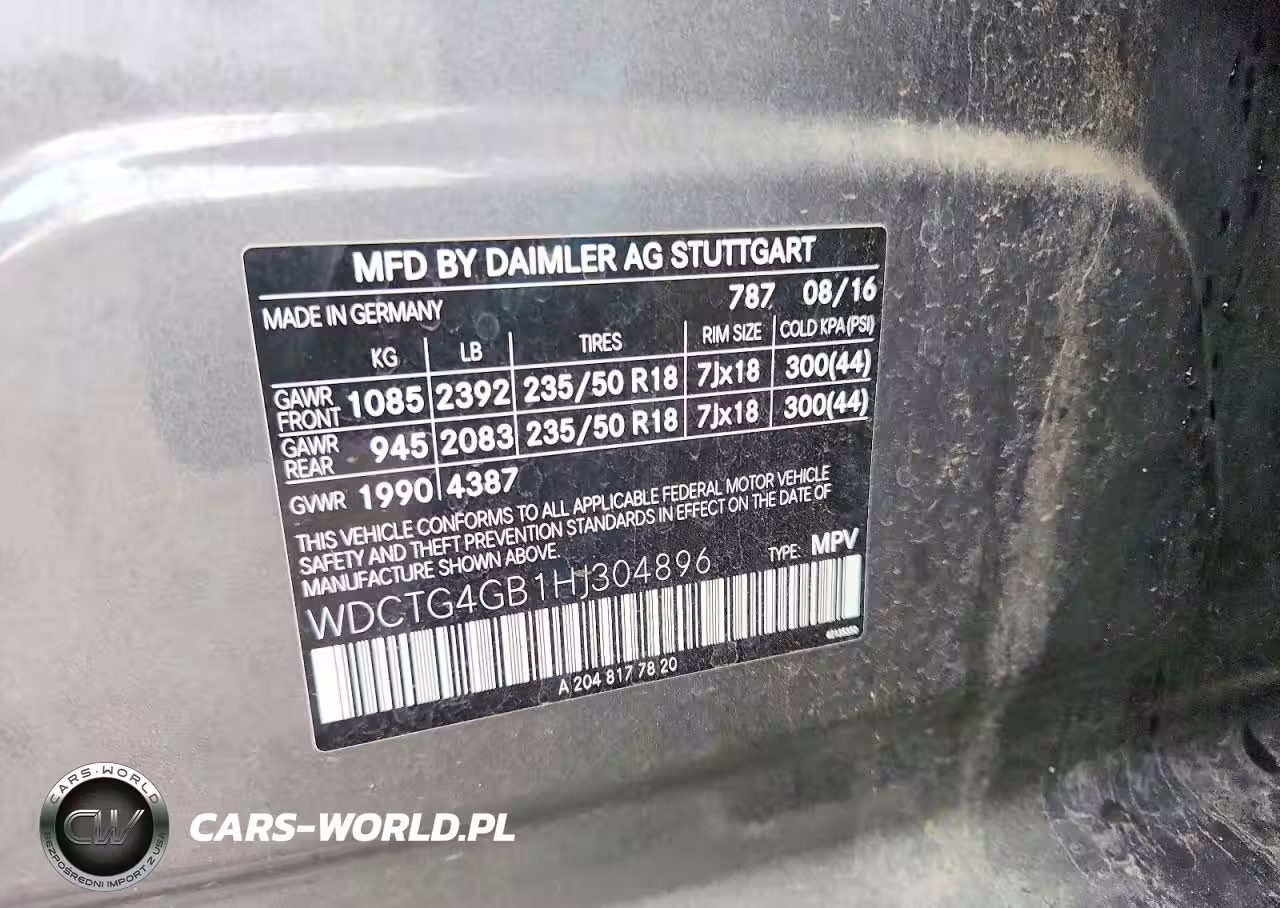 MFD BY DAIMLER AG STUTTGART
MADE IN GERMANY 787 08/16
KG LB TIRES RIM SIZE COLD KPA (PSI)
GAWR FRONT 1085 2392 235/50 R18 7Jx18 300(44)
GAWR REAR 945 2083 235/50 R18 7Jx18 300(44)
GVWR 1990 4387
THIS VEHICLE CONFORMS TO ALL APPLICABLE FEDERAL MOTOR VEHICLE
SAFETY AND THEFT PREVENTION STANDARDS IN EFFECT ON THE DATE OF
MANUFACTURE SHOWN ABOVE.
TYPE: MPV
WDCTG4GB1HJ304896
A 204 817 78 20
CARS-WORLD
CW
BEZPOŚREDNI IMPORT Z USA
CARS-WORLD.PL